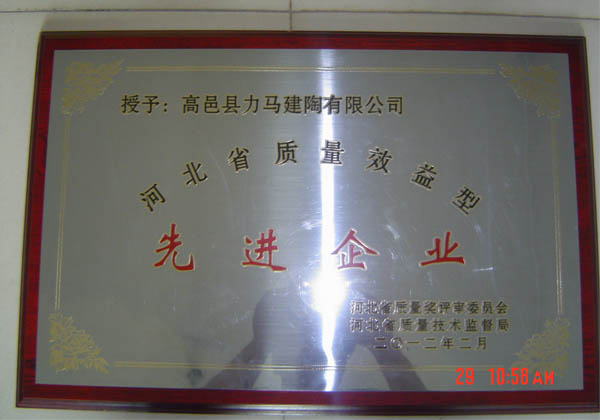 授予：高邑县力马建陶有限公司
河北省质量效益型
先进企业
河北省质量奖评审委员会
河北省质量技术监督局
二〇一二年二月
29 10:58AM